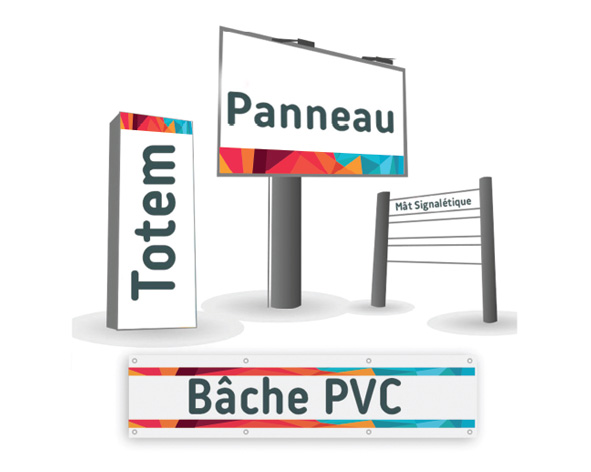 Totem
Panneau
Mât Signalétique
Bâche PVC